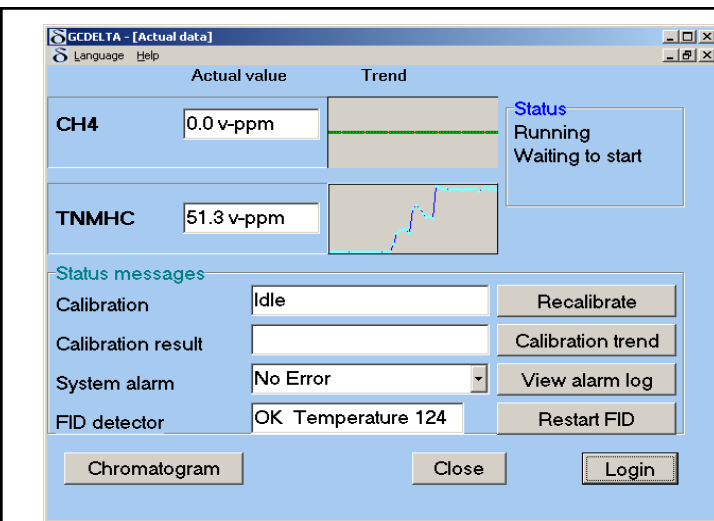 GCDELTA - [Actual data]
Language Help
Actual value Trend
CH4 0.0 v-ppm
Status
Running
Waiting to start
TNMHC 51.3 v-ppm
Status messages
Calibration Idle Recalibrate
Calibration result Calibration trend
System alarm No Error View alarm log
FID detector OK Temperature 124 Restart FID
Chromatogram Close Login